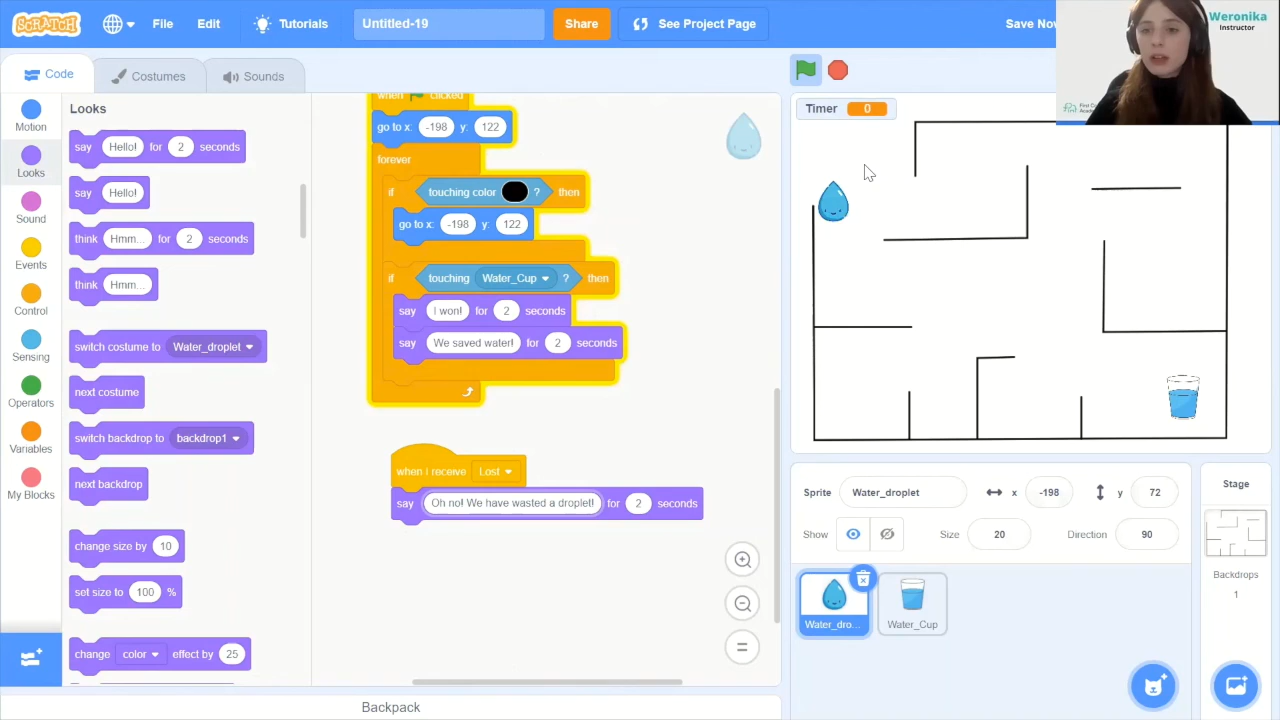 SCRATCH
File
Edit
Tutorials
Untitled-19
Share
See Project Page
Save Now
Weronika
Instructor
Code
Costumes
Sounds
Motion
Looks
Sound
Events
Control
Sensing
Operators
Variables
My Blocks
Looks
say Hello! for 2 seconds
say Hello!
think Hmm... for 2 seconds
think Hmm...
switch costume to Water_droplet
next costume
switch backdrop to backdrop1
next backdrop
change size by 10
set size to 100 %
change color effect by 25
when clicked
go to x: -198 y: 122
forever
if touching color ? then
go to x: -198 y: 122
if touching Water_Cup ? then
say I won! for 2 seconds
say We saved water! for 2 seconds
when I receive Lost
say Oh no! We have wasted a droplet! for 2 seconds
Backpack
Timer 0
Sprite Water_droplet x -198 y 72
Show Size 20 Direction 90
Water_dro...
Water_Cup
Stage
Backdrops
1